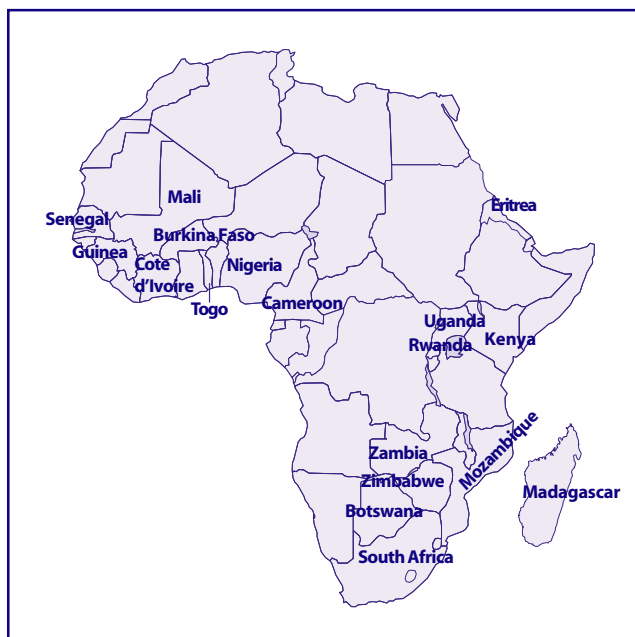 Mali
Eritrea
Senegal
Burkina Faso
Guinea
Cote
d'Ivoire
Nigeria
Togo
Cameroon
Uganda
Rwanda
Kenya
Mozambique
Zambia
Zimbabwe
Madagascar
Botswana
South Africa